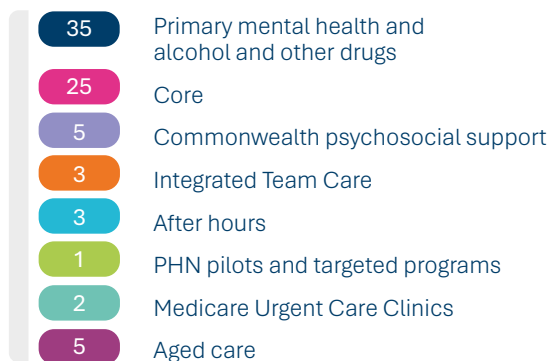 35 Primary mental health and
alcohol and other drugs
25 Core
5 Commonwealth psychosocial support
3 Integrated Team Care
3 After hours
1 PHN pilots and targeted programs
2 Medicare Urgent Care Clinics
5 Aged care